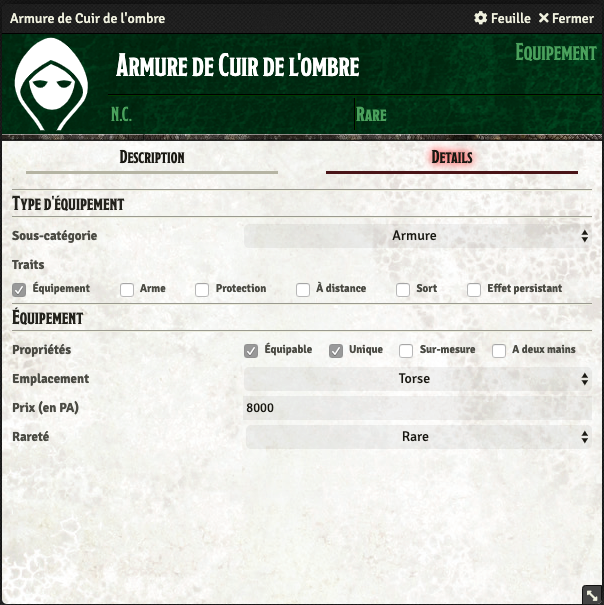 Armure de Cuir de l'ombre Feuille Fermer
Equipement
Armure de Cuir de l'ombre
N.C. Rare
Description Details
Type d'équipement
Sous-catégorie Armure
Traits
Équipement Arme Protection À distance Sort Effet persistant
Équipement
Propriétés Équipable Unique Sur-mesure A deux mains
Emplacement Torse
Prix (en PA) 8000
Rareté Rare